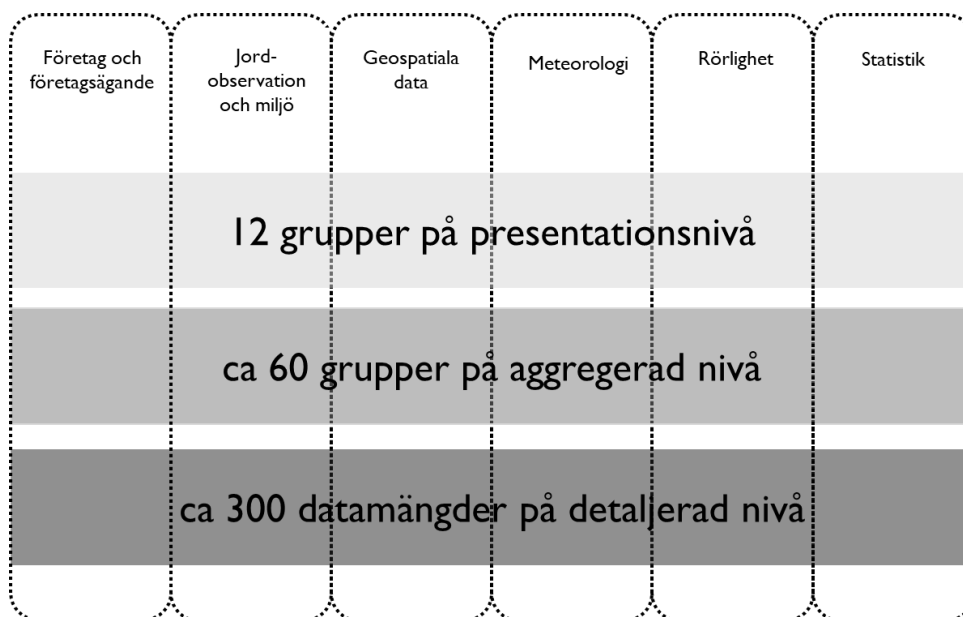 Företag och
företagsägande
Jord-
observation
och miljö
Geospatiala
data
Meteorologi
Rörlighet
Statistik
12 grupper på presentationsnivå
ca 60 grupper på aggregerad nivå
ca 300 datamängder på detaljerad nivå